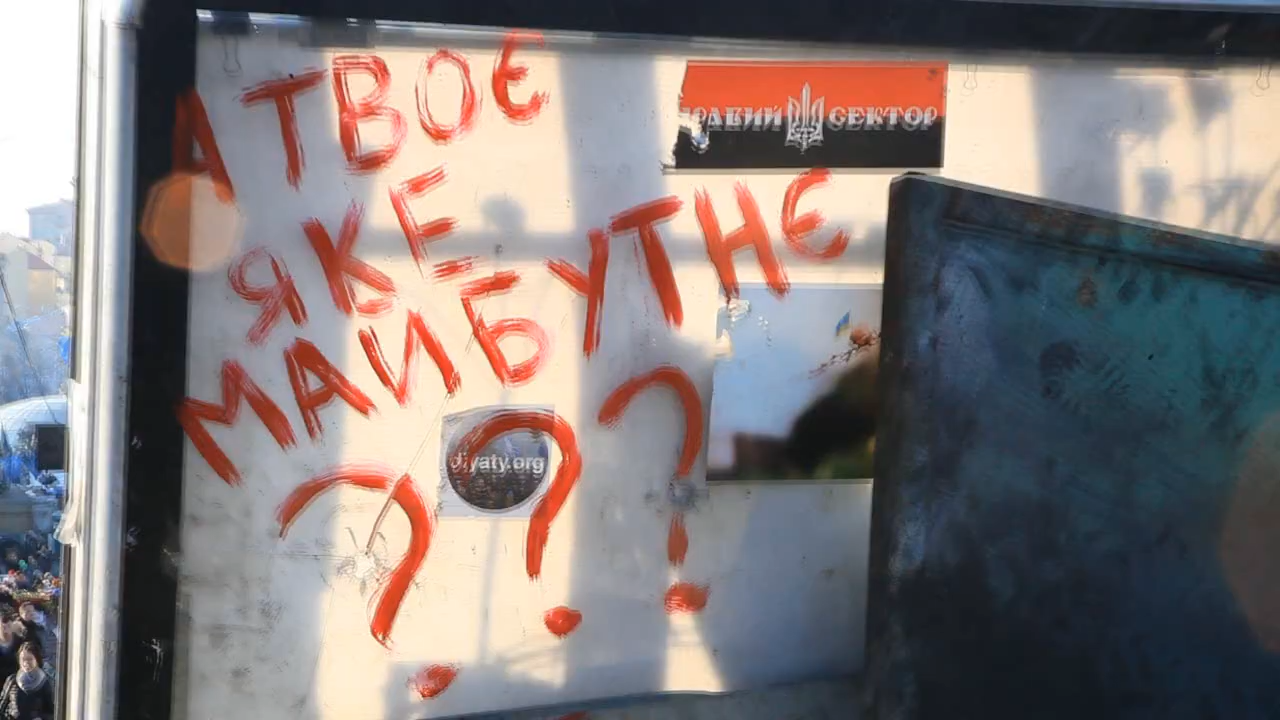 А ТВОЄ
ЯКЕ
МАЙБУТНЄ
???
ПРАВИЙ СЕКТОР
diyaty.org